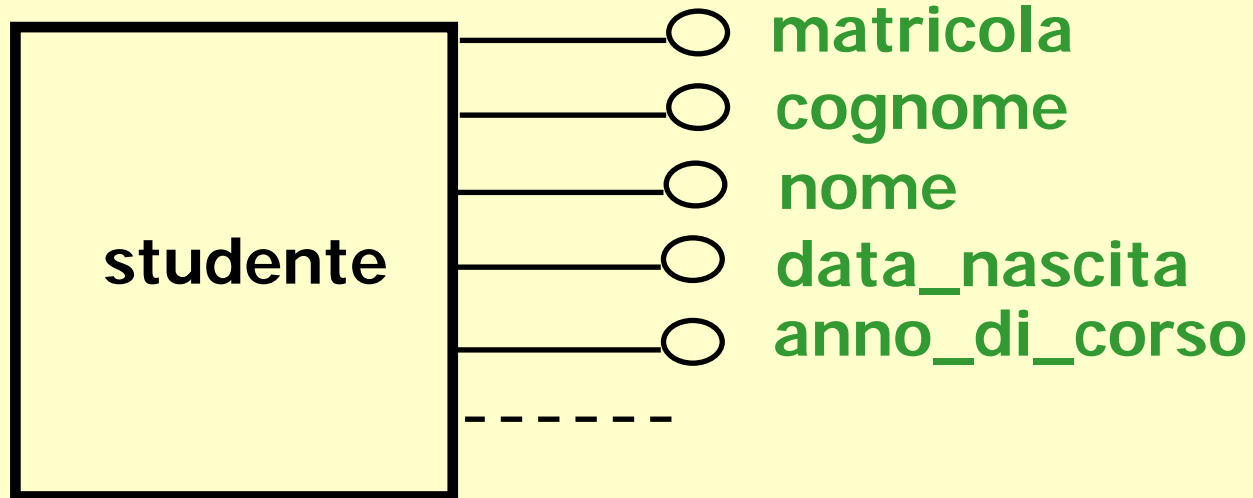 matricola
cognome
nome
studente
data_nascita
anno_di_corso